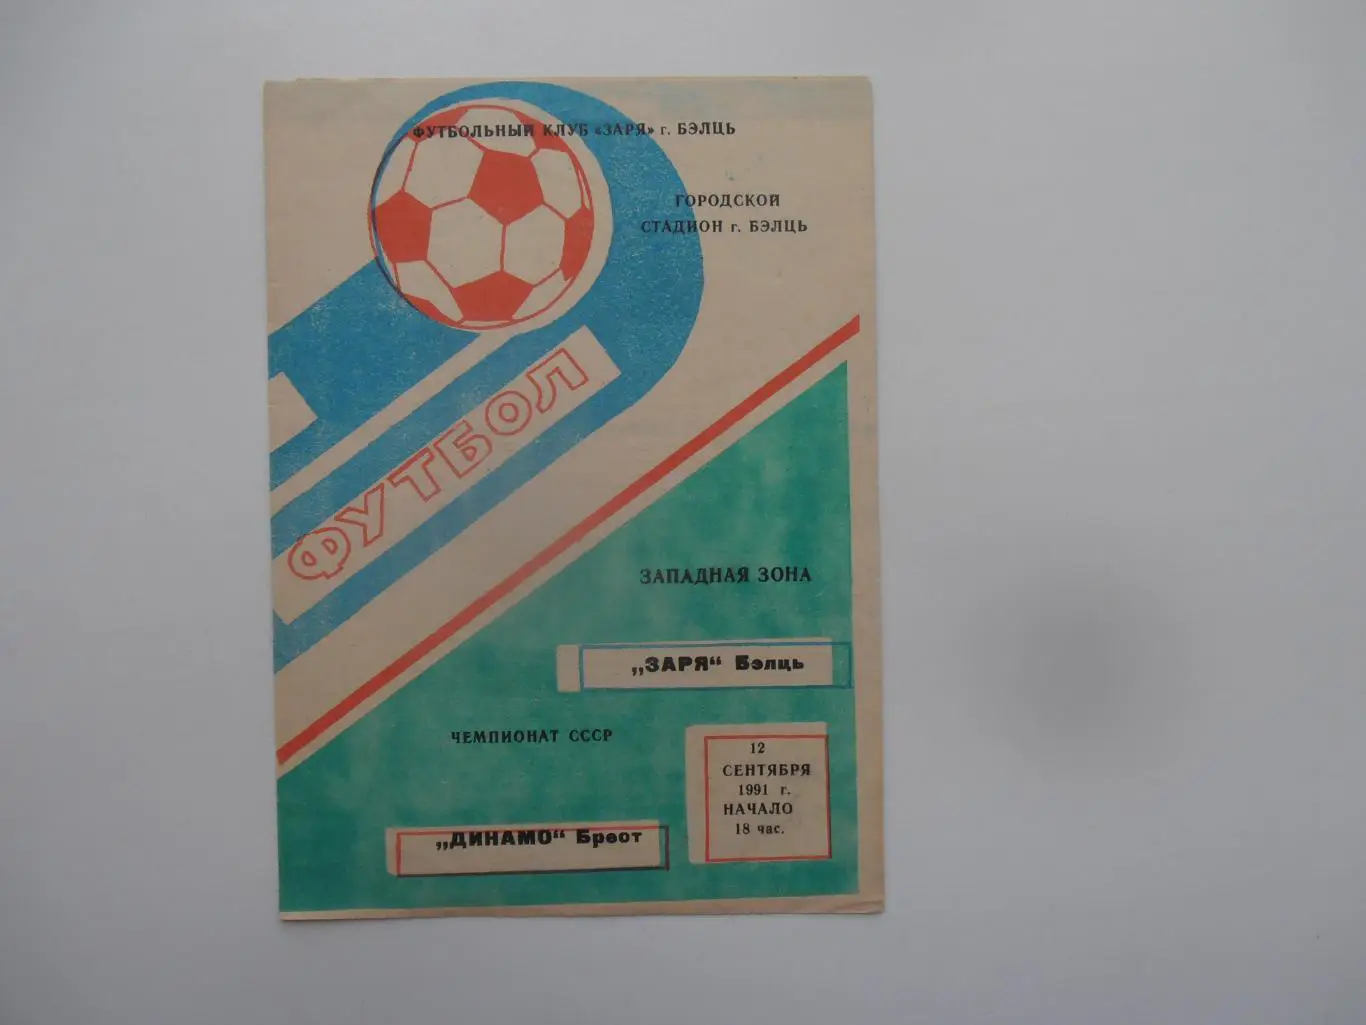 ФУТБОЛЬНЫЙ КЛУБ «ЗАРЯ» г. БЭЛЦЬ
ГОРОДСКОЙ
СТАДИОН г. БЭЛЦЬ
ФУТБОЛ
ЗАПАДНАЯ ЗОНА
„ЗАРЯ“ Бэлць
ЧЕМПИОНАТ СССР
12
СЕНТЯБРЯ
1991 г.
НАЧАЛО
18 час.
„ДИНАМО“ Брест